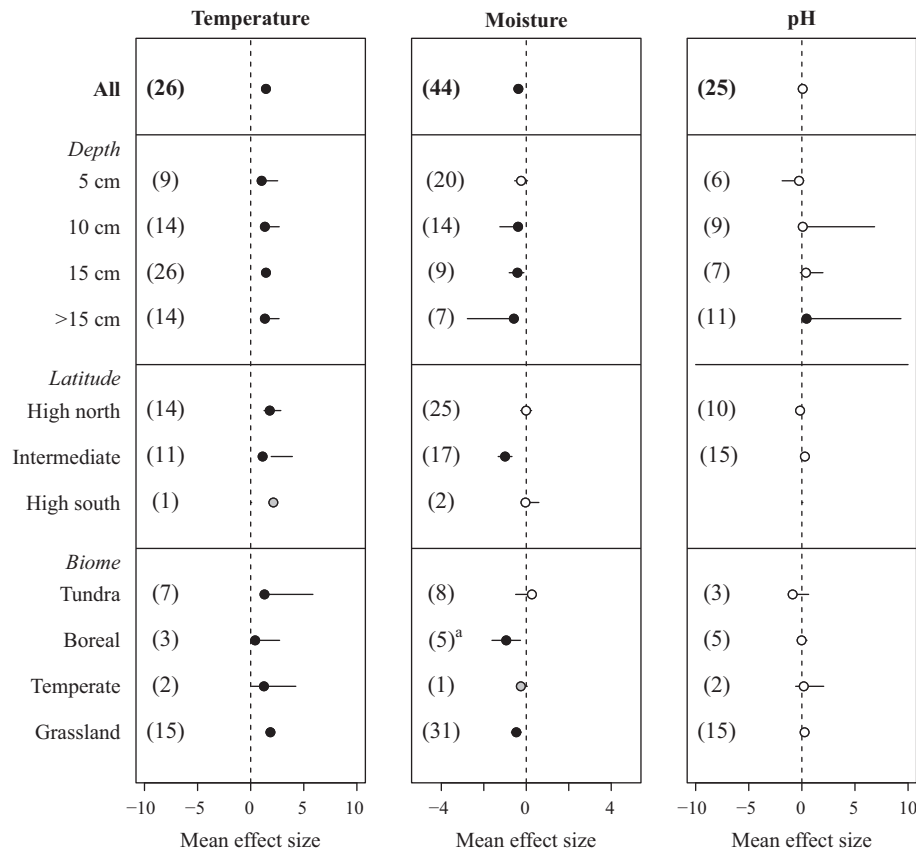 Temperature Moisture pH
All (26) (44) (25)
Depth
5 cm (9) (20) (6)
10 cm (14) (14) (9)
15 cm (26) (9) (7)
>15 cm (14) (7) (11)
Latitude
High north (14) (25) (10)
Intermediate (11) (17) (15)
High south (1) (2)
Biome
Tundra (7) (8) (3)
Boreal (3) (5)ᵃ (5)
Temperate (2) (1) (2)
Grassland (15) (31) (15)
−10 −5 0 5 10 −4 0 4 −10 −5 0 5 10
Mean effect size Mean effect size Mean effect size